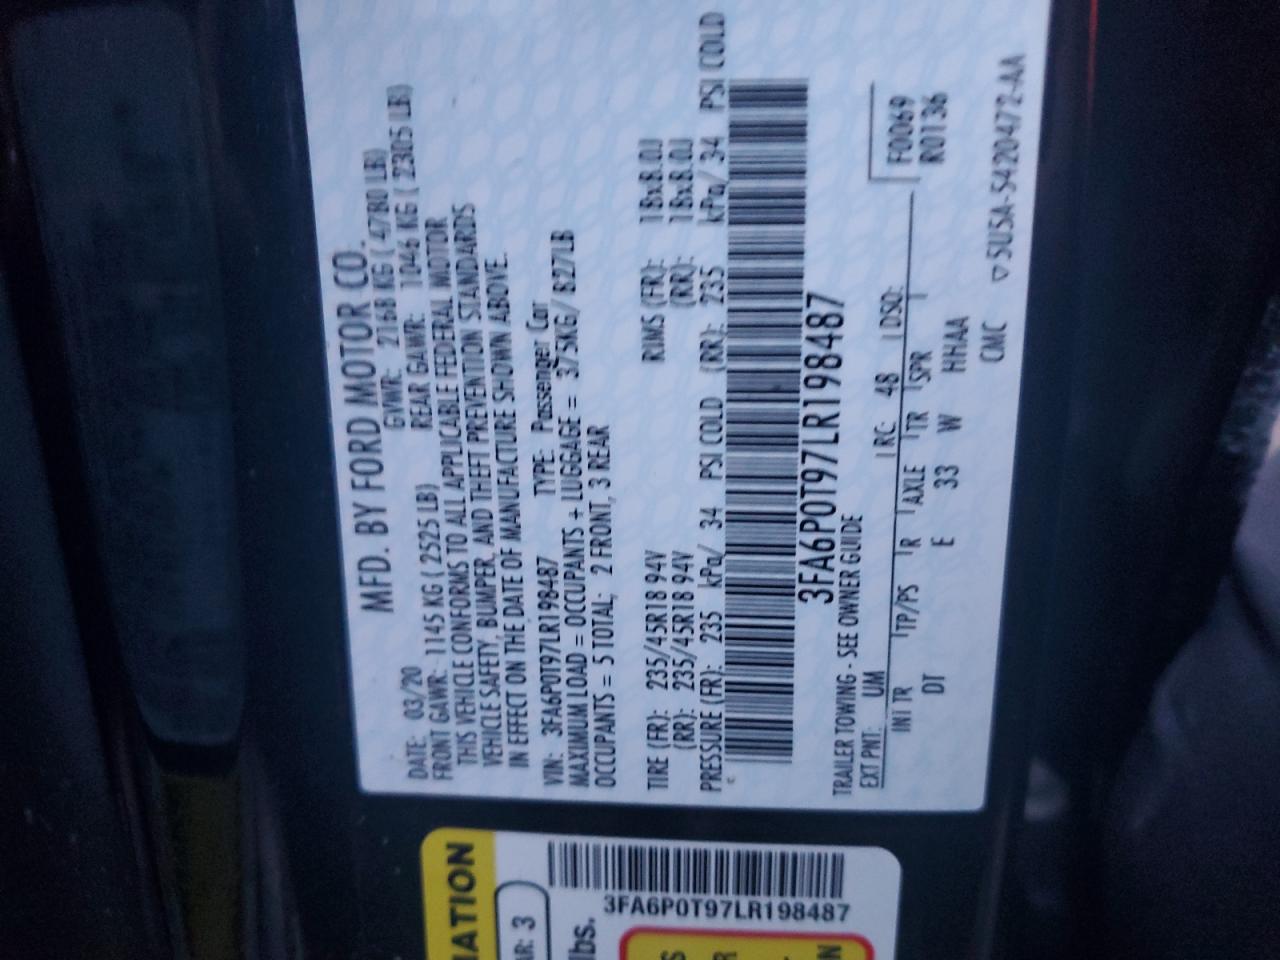 MFD. BY FORD MOTOR CO.
DATE: 03/20 GVWR: 2168 KG ( 4780 LB)
FRONT GAWR: 1145 KG ( 2525 LB) REAR GAWR: 1046 KG ( 2305 LB)
THIS VEHICLE CONFORMS TO ALL APPLICABLE FEDERAL MOTOR
VEHICLE SAFETY, BUMPER, AND THEFT PREVENTION STANDARDS
IN EFFECT ON THE DATE OF MANUFACTURE SHOWN ABOVE.
VIN: 3FA6P0T97LR198487 TYPE: Passenger Car
MAXIMUM LOAD = OCCUPANTS + LUGGAGE = 375KG/ 827LB
OCCUPANTS = 5 TOTAL; 2 FRONT, 3 REAR
TIRE (FR): 235/45R18 94V RIMS (FR): 18x8.0J
(RR): 235/45R18 94V (RR): 18x8.0J
PRESSURE (FR): 235 kPa/ 34 PSI COLD (RR): 235 kPa/ 34 PSI COLD
3FA6P0T97LR198487
TRAILER TOWING - SEE OWNER GUIDE
EXT PNT: UM RC: 48 DSO: F0069
INT TR TP/PS R AXLE TR SPR R0136
DT E 33 W HHAA
CMC ▽5U5A-5420472-AA
MATION
AR: 3
lbs.
3FA6P0T97LR198487
S
R
N